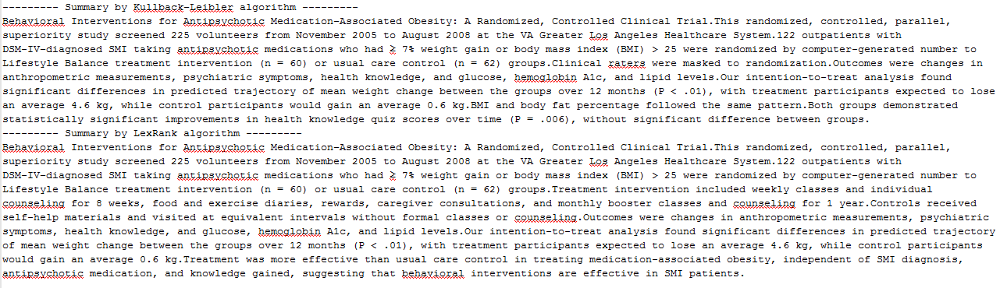 --------- Summary by Kullback-Leibler algorithm ---------
Behavioral Interventions for Antipsychotic Medication-Associated Obesity: A Randomized, Controlled Clinical Trial.This randomized, controlled, parallel,
superiority study screened 225 volunteers from November 2005 to August 2008 at the VA Greater Los Angeles Healthcare System.122 outpatients with
DSM-IV-diagnosed SMI taking antipsychotic medications who had ≥ 7% weight gain or body mass index (BMI) > 25 were randomized by computer-generated number to
Lifestyle Balance treatment intervention (n = 60) or usual care control (n = 62) groups.Clinical raters were masked to randomization.Outcomes were changes in
anthropometric measurements, psychiatric symptoms, health knowledge, and glucose, hemoglobin A1c, and lipid levels.Our intention-to-treat analysis found
significant differences in predicted trajectory of mean weight change between the groups over 12 months (P < .01), with treatment participants expected to lose
an average 4.6 kg, while control participants would gain an average 0.6 kg.BMI and body fat percentage followed the same pattern.Both groups demonstrated
statistically significant improvements in health knowledge quiz scores over time (P = .006), without significant difference between groups.
--------- Summary by LexRank algorithm ---------
Behavioral Interventions for Antipsychotic Medication-Associated Obesity: A Randomized, Controlled Clinical Trial.This randomized, controlled, parallel,
superiority study screened 225 volunteers from November 2005 to August 2008 at the VA Greater Los Angeles Healthcare System.122 outpatients with
DSM-IV-diagnosed SMI taking antipsychotic medications who had ≥ 7% weight gain or body mass index (BMI) > 25 were randomized by computer-generated number to
Lifestyle Balance treatment intervention (n = 60) or usual care control (n = 62) groups.Treatment intervention included weekly classes and individual
counseling for 8 weeks, food and exercise diaries, rewards, caregiver consultations, and monthly booster classes and counseling for 1 year.Controls received
self-help materials and visited at equivalent intervals without formal classes or counseling.Outcomes were changes in anthropometric measurements, psychiatric
symptoms, health knowledge, and glucose, hemoglobin A1c, and lipid levels.Our intention-to-treat analysis found significant differences in predicted trajectory
of mean weight change between the groups over 12 months (P < .01), with treatment participants expected to lose an average 4.6 kg, while control participants
would gain an average 0.6 kg.Treatment was more effective than usual care control in treating medication-associated obesity, independent of SMI diagnosis,
antipsychotic medication, and knowledge gained, suggesting that behavioral interventions are effective in SMI patients.